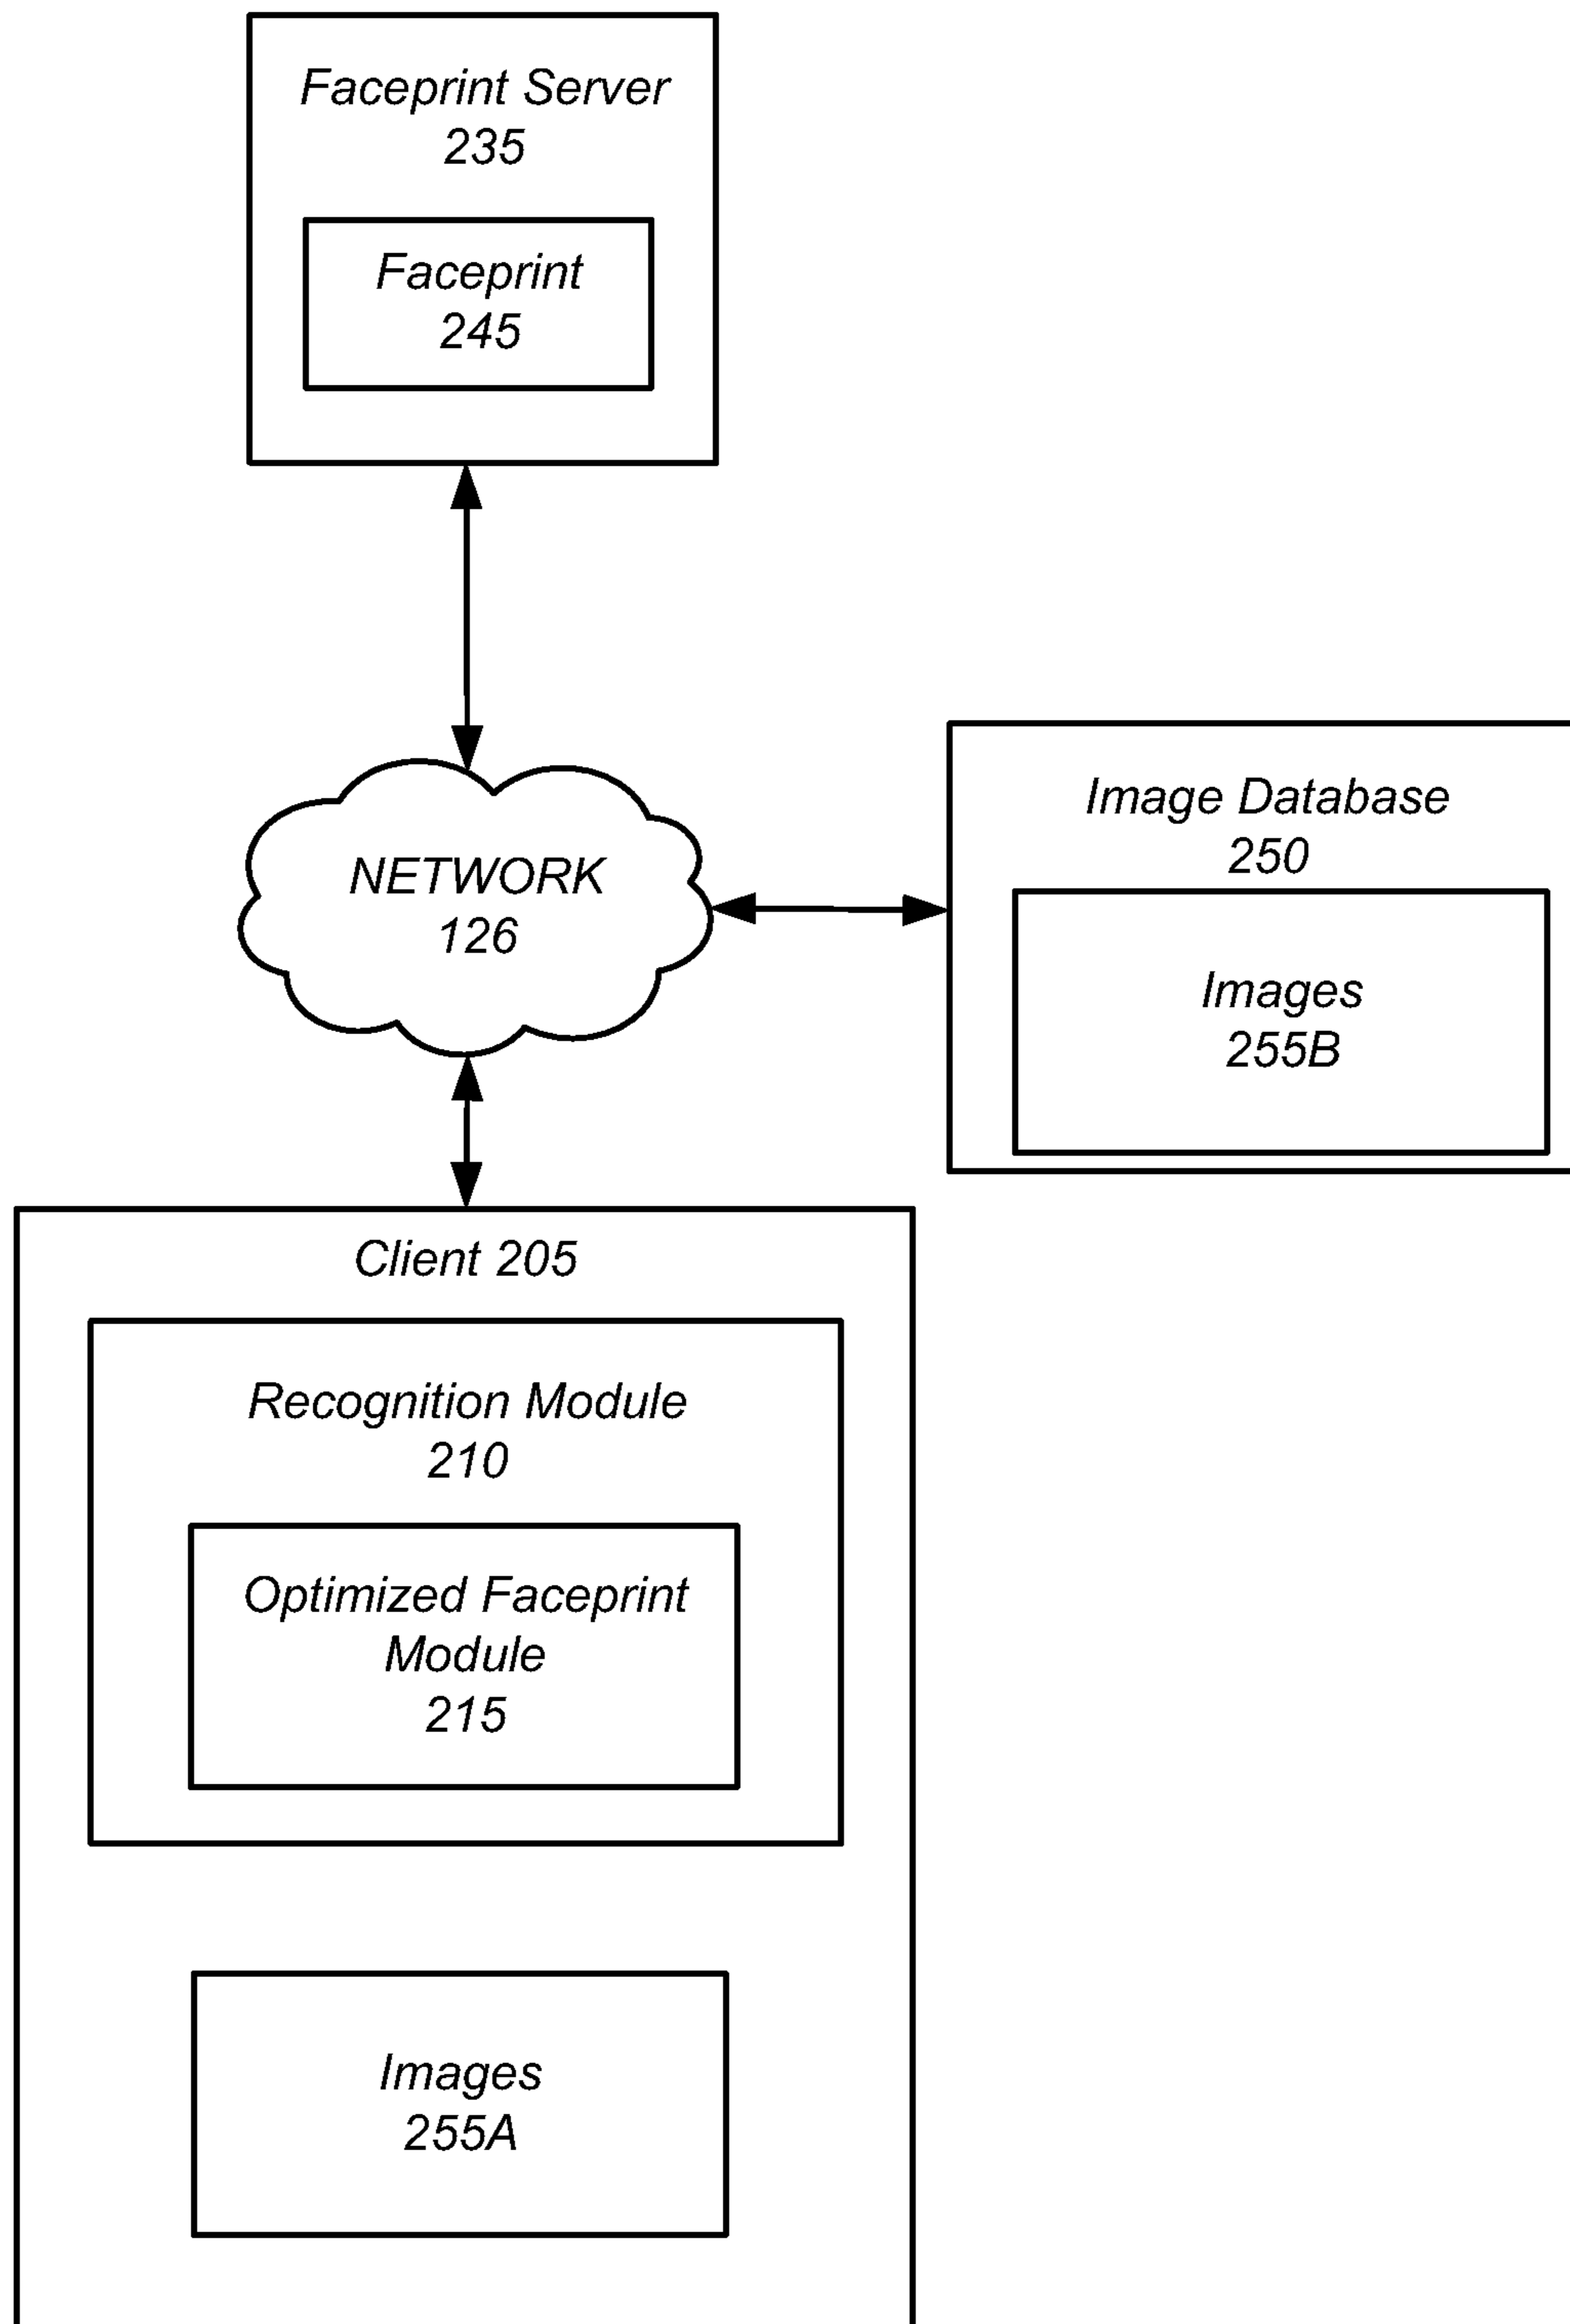 Faceprint Server
235
Faceprint
245
NETWORK
126
Image Database
250
Images
255B
Client 205
Recognition Module
210
Optimized Faceprint
Module
215
Images
255A